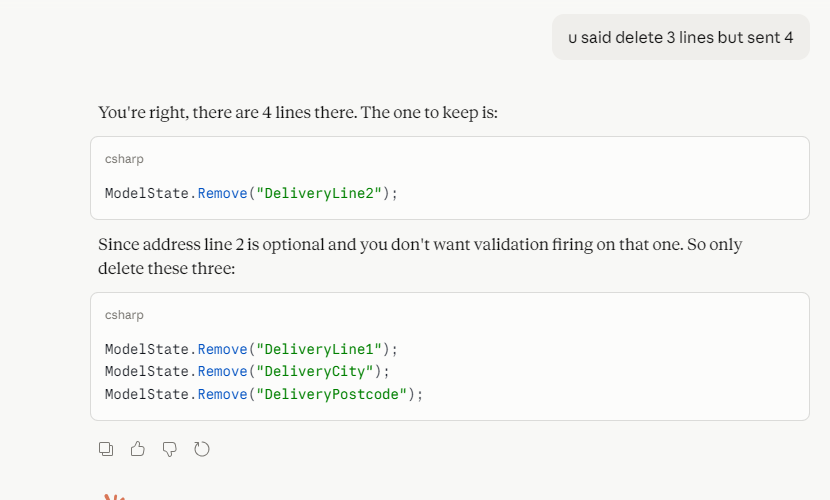 u said delete 3 lines but sent 4
You're right, there are 4 lines there. The one to keep is:
csharp
ModelState.Remove("DeliveryLine2");
Since address line 2 is optional and you don't want validation firing on that one. So only
delete these three:
csharp
ModelState.Remove("DeliveryLine1");
ModelState.Remove("DeliveryCity");
ModelState.Remove("DeliveryPostcode");